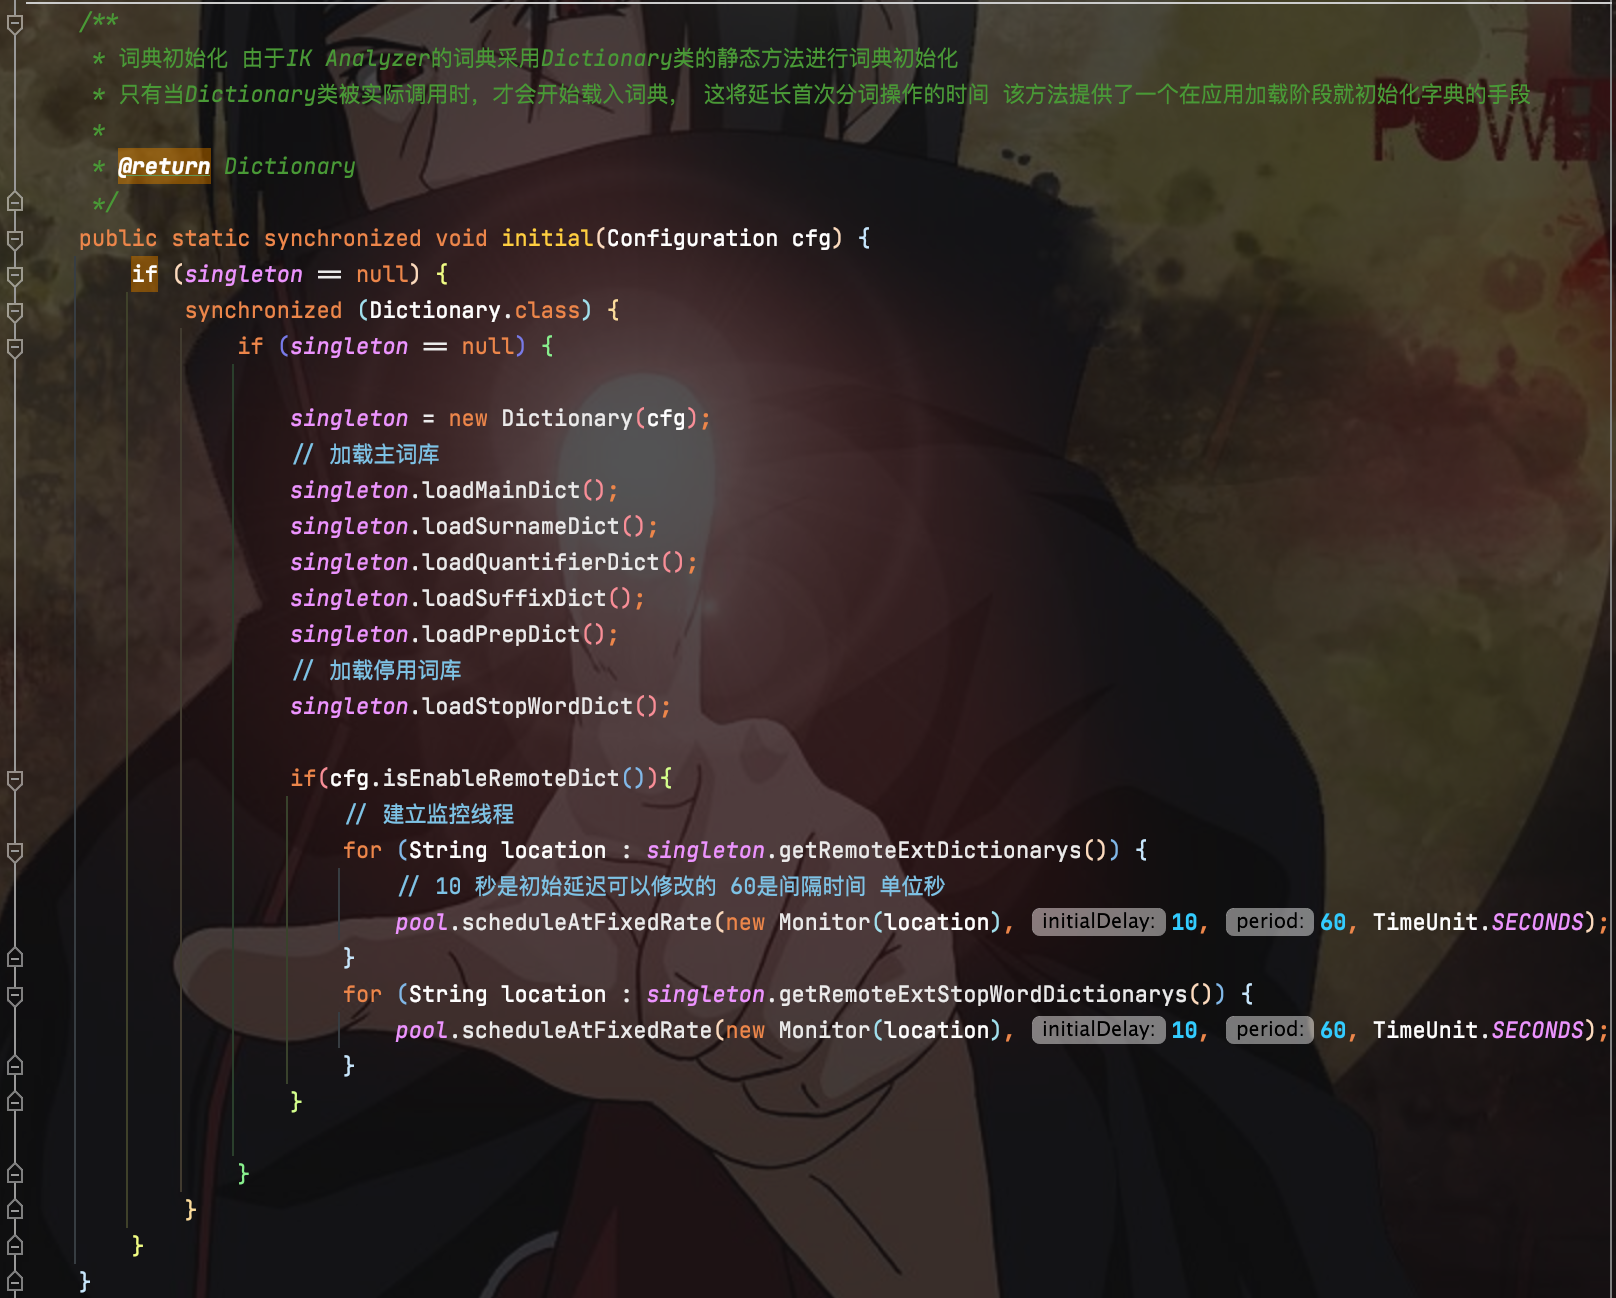 /**
* 词典初始化 由于IK Analyzer的词典采用Dictionary类的静态方法进行词典初始化
* 只有当Dictionary类被实际调用时，才会开始载入词典， 这将延长首次分词操作的时间 该方法提供了一个在应用加载阶段就初始化字典的手段
*
* @return Dictionary
*/
public static synchronized void initial(Configuration cfg) {
if (singleton == null) {
synchronized (Dictionary.class) {
if (singleton == null) {
singleton = new Dictionary(cfg);
// 加载主词库
singleton.loadMainDict();
singleton.loadSurnameDict();
singleton.loadQuantifierDict();
singleton.loadSuffixDict();
singleton.loadPrepDict();
// 加载停用词库
singleton.loadStopWordDict();
if(cfg.isEnableRemoteDict()){
// 建立监控线程
for (String location : singleton.getRemoteExtDictionarys()) {
// 10 秒是初始延迟可以修改的 60是间隔时间 单位秒
pool.scheduleAtFixedRate(new Monitor(location), initialDelay: 10, period: 60, TimeUnit.SECONDS);
}
for (String location : singleton.getRemoteExtStopWordDictionarys()) {
pool.scheduleAtFixedRate(new Monitor(location), initialDelay: 10, period: 60, TimeUnit.SECONDS);
}
}
}
}
}
}